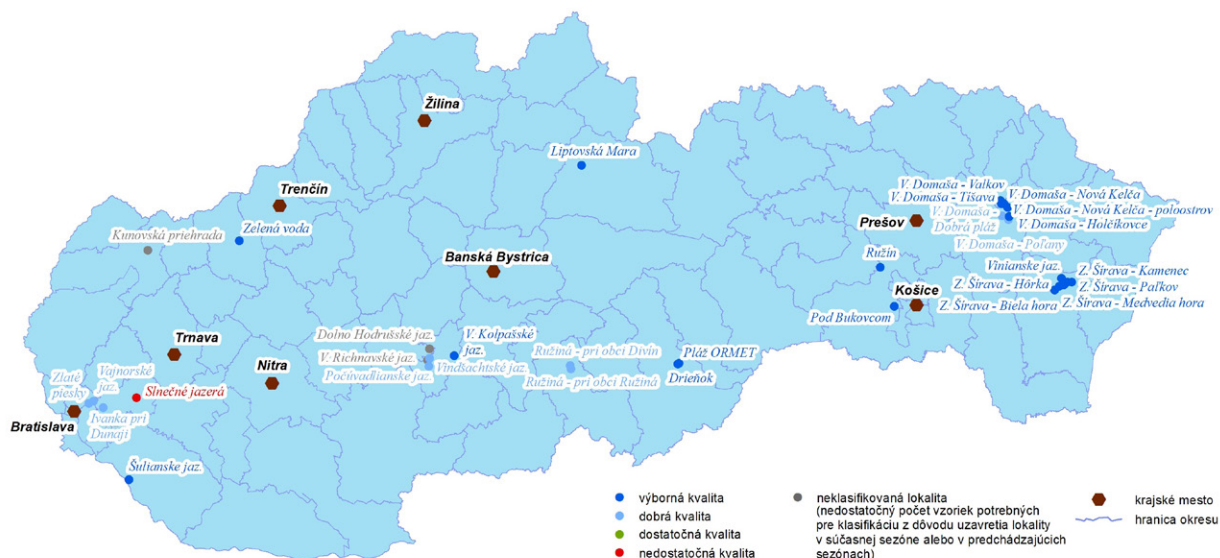 Žilina
Liptovská Mara
Trenčín
Zelená voda
Kunovská priehrada
Banská Bystrica
V. Domaša - Valkov
V. Domaša - Tišava
V. Domaša - Nová Kelča
V. Domaša - Nová Kelča - poloostrov
V. Domaša - Holčíkovce
V. Domaša -
Dobrá pláž
V. Domaša - Poľany
Prešov
Ružín
Vinianske jaz.
Z. Šírava - Kamenec
Z. Šírava - Hôrka
Z. Šírava - Paľkov
Z. Šírava - Biela hora
Z. Šírava - Medvedia hora
Košice
Pod Bukovcom
Trnava
Nitra
Dolno Hodrušské jaz.
V. Kolpašské
jaz.
V. Richnavské jaz.
Vindšachtské jaz.
Počúvadlianske jaz.
Ružiná - pri obci Divín
Ružiná - pri obci Ružiná
Pláž ORMET
Drieňok
Zlaté
piesky
Vajnorské
jaz.
Slnečné jazerá
Bratislava
Ivanka pri
Dunaji
Šulianske jaz.
výborná kvalita
dobrá kvalita
dostatočná kvalita
nedostatočná kvalita
neklasifikovaná lokalita
(nedostatočný počet vzoriek potrebných
pre klasifikáciu z dôvodu uzavretia lokality
v súčasnej sezóne alebo v predchádzajúcich
sezónach)
krajské mesto
hranica okresu